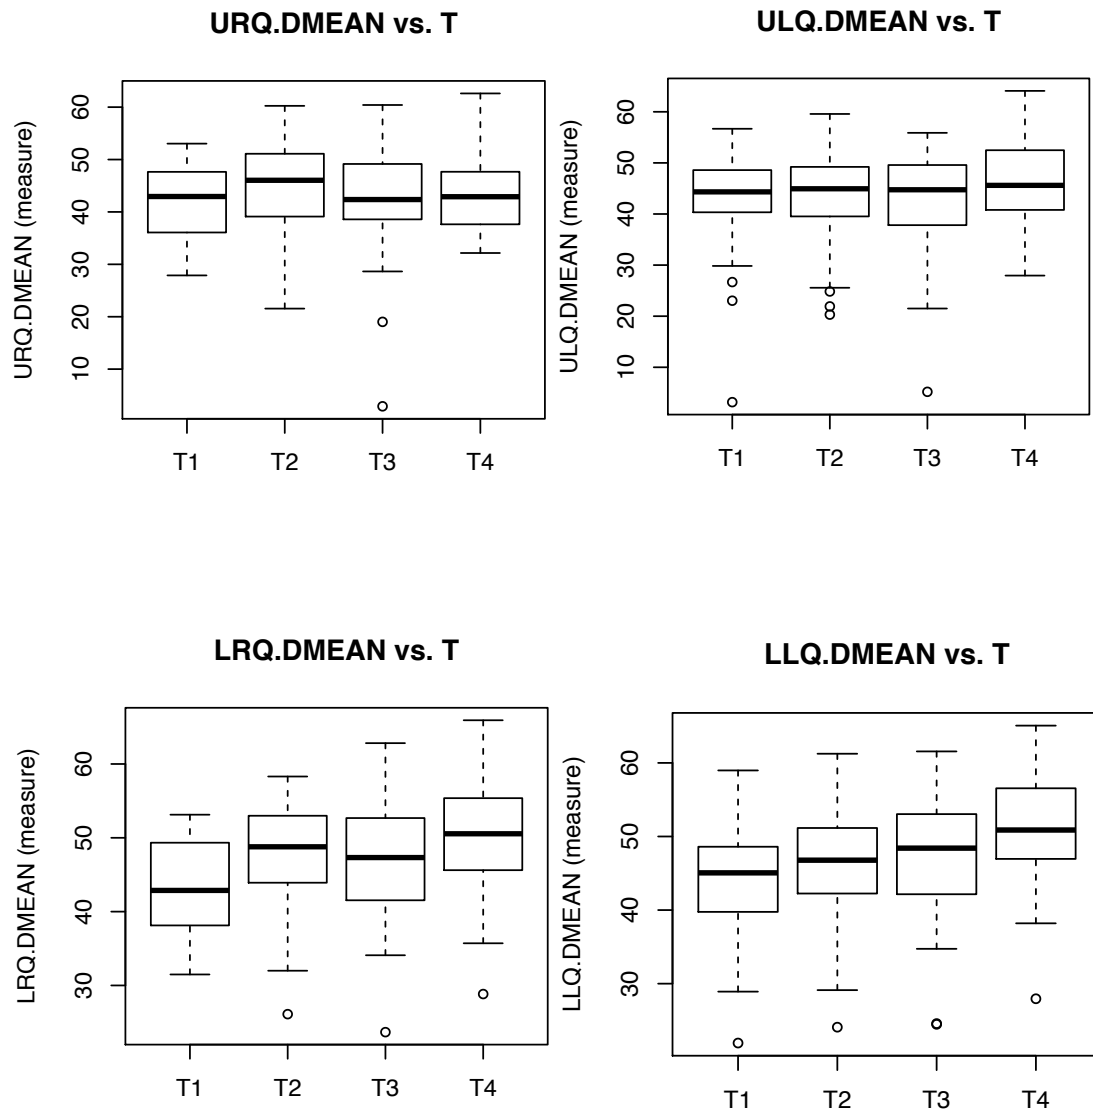 URQ.DMEAN vs. T
URQ.DMEAN (measure)
60
50
40
30
20
10
T1 T2 T3 T4
ULQ.DMEAN vs. T
ULQ.DMEAN (measure)
60
50
40
30
20
10
T1 T2 T3 T4
LRQ.DMEAN vs. T
LRQ.DMEAN (measure)
60
50
40
30
T1 T2 T3 T4
LLQ.DMEAN vs. T
LLQ.DMEAN (measure)
60
50
40
30
T1 T2 T3 T4